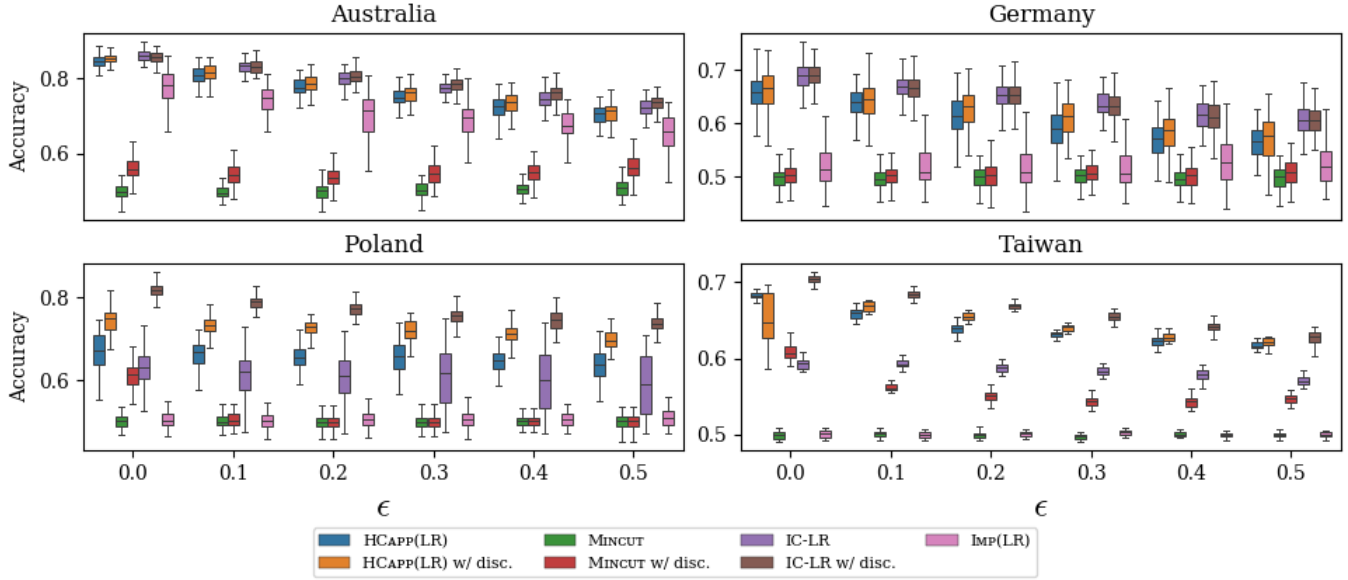 Australia
Germany
Accuracy
0.8
0.6
0.7
0.6
0.5
Poland
Taiwan
Accuracy
0.8
0.6
0.7
0.6
0.5
0.0 0.1 0.2 0.3 0.4 0.5
0.0 0.1 0.2 0.3 0.4 0.5
ϵ
ϵ
HCAPP(LR) MINCUT IC-LR IMP(LR)
HCAPP(LR) w/ disc. MINCUT w/ disc. IC-LR w/ disc.